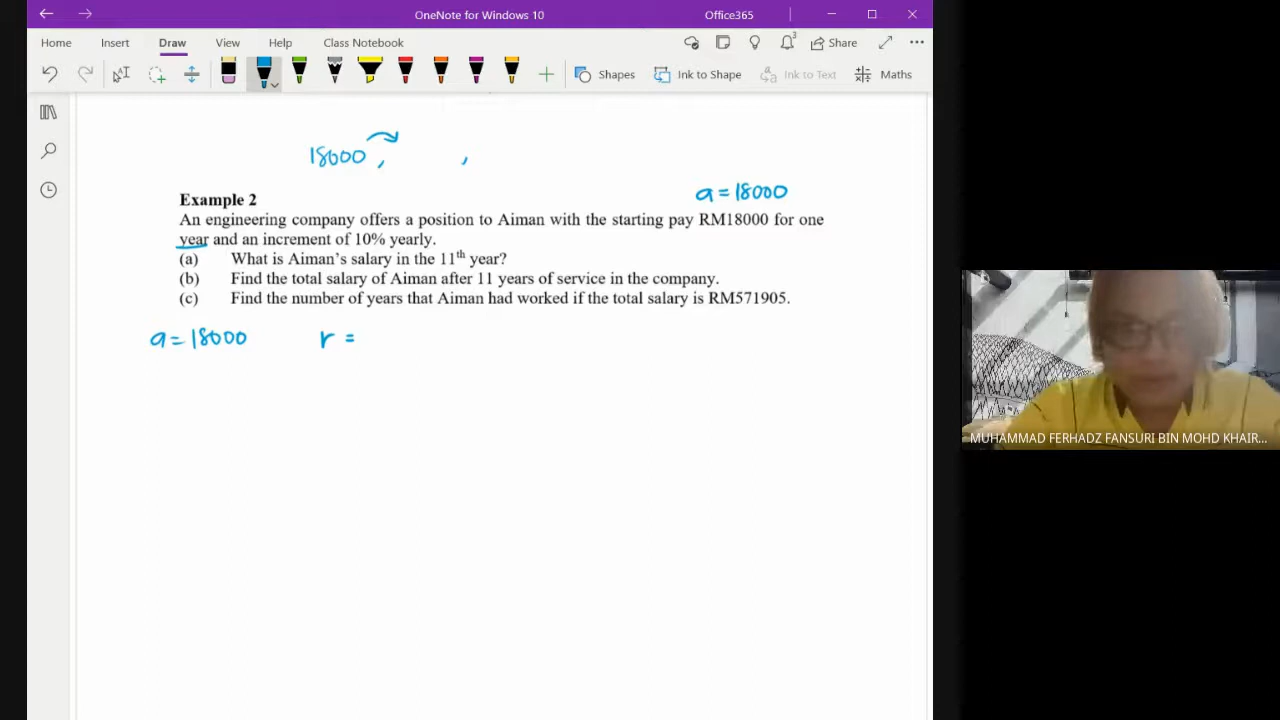 OneNote for Windows 10
Office365
Home Insert Draw View Help Class Notebook
3
Share
Shapes
Ink to Shape
Ink to Text
Maths
18000, ,
a = 18000
Example 2
An engineering company offers a position to Aiman with the starting pay RM18000 for one
year and an increment of 10% yearly.
(a) What is Aiman's salary in the 11th year?
(b) Find the total salary of Aiman after 11 years of service in the company.
(c) Find the number of years that Aiman had worked if the total salary is RM571905.
a = 18000 r =
MUHAMMAD FERHADZ FANSURI BIN MOHD KHAIR...